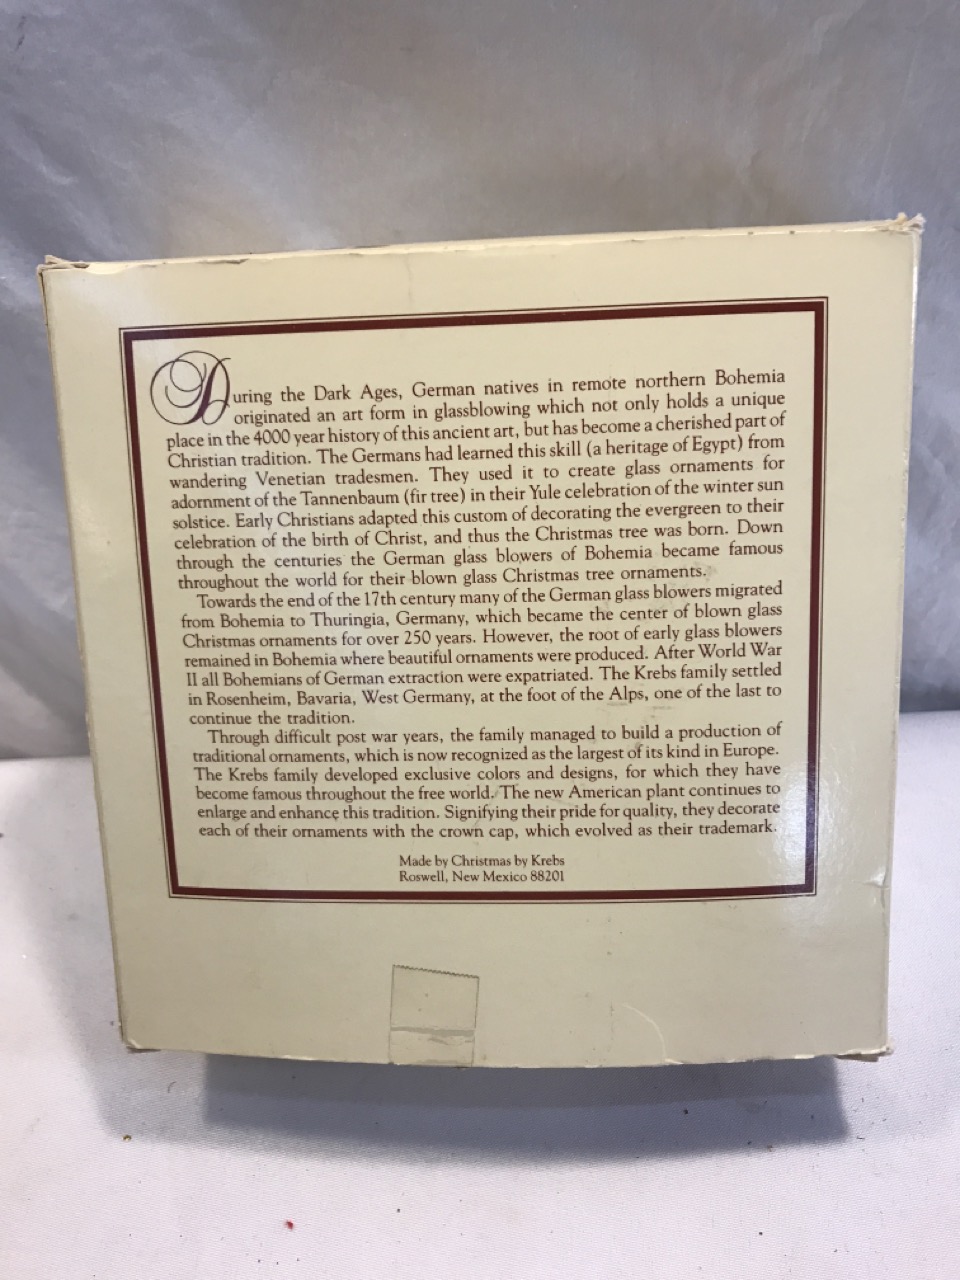 During the Dark Ages, German natives in remote northern Bohemia
originated an art form in glassblowing which not only holds a unique
place in the 4000 year history of this ancient art, but has become a cherished part of
Christian tradition. The Germans had learned this skill (a heritage of Egypt) from
wandering Venetian tradesmen. They used it to create glass ornaments for
adornment of the Tannenbaum (fir tree) in their Yule celebration of the winter sun
solstice. Early Christians adapted this custom of decorating the evergreen to their
celebration of the birth of Christ, and thus the Christmas tree was born. Down
through the centuries the German glass blowers of Bohemia became famous
throughout the world for their blown glass Christmas tree ornaments.
Towards the end of the 17th century many of the German glass blowers migrated
from Bohemia to Thuringia, Germany, which became the center of blown glass
Christmas ornaments for over 250 years. However, the root of early glass blowers
remained in Bohemia where beautiful ornaments were produced. After World War
II all Bohemians of German extraction were expatriated. The Krebs family settled
in Rosenheim, Bavaria, West Germany, at the foot of the Alps, one of the last to
continue the tradition.
Through difficult post war years, the family managed to build a production of
traditional ornaments, which is now recognized as the largest of its kind in Europe.
The Krebs family developed exclusive colors and designs, for which they have
become famous throughout the free world. The new American plant continues to
enlarge and enhance this tradition. Signifying their pride for quality, they decorate
each of their ornaments with the crown cap, which evolved as their trademark.
Made by Christmas by Krebs
Roswell, New Mexico 88201